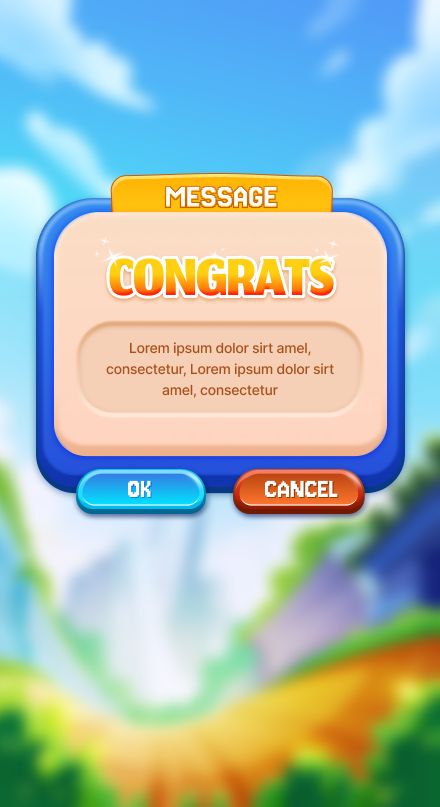 MESSAGE
CONGRATS
Lorem ipsum dolor sirt amel,
consectetur, Lorem ipsum dolor sirt
amel, consectetur
OK
CANCEL